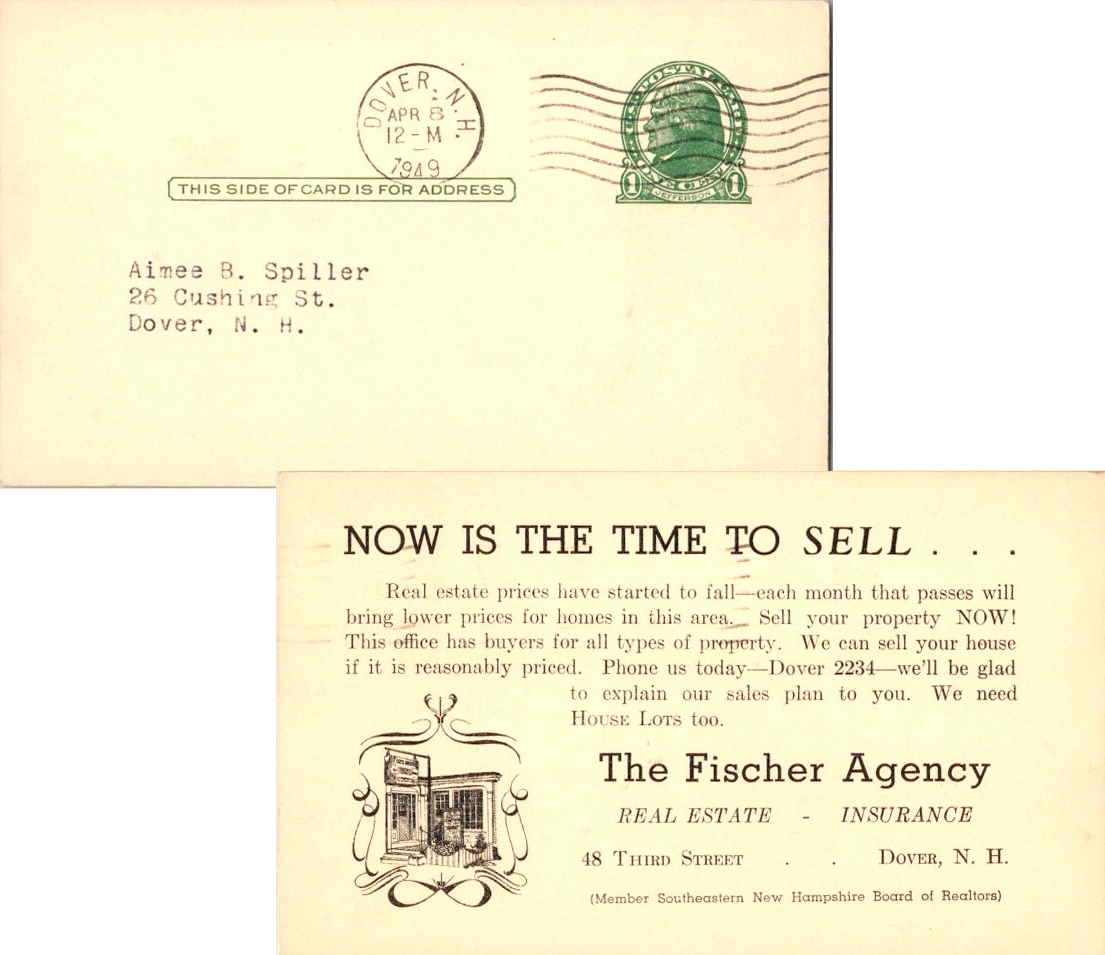 DOVER, N. H.
APR 8
12-M
1949
U.S. POSTAL CARD
ONE CENT
1 1
JEFFERSON
THIS SIDE OF CARD IS FOR ADDRESS
Aimee B. Spiller
26 Cushing St.
Dover, N. H.
NOW IS THE TIME TO SELL . . .
Real estate prices have started to fall—each month that passes will
bring lower prices for homes in this area. Sell your property NOW!
This office has buyers for all types of property. We can sell your house
if it is reasonably priced. Phone us today—Dover 2234—we'll be glad
to explain our sales plan to you. We need
HOUSE LOTS too.
The Fischer Agency
REAL ESTATE - INSURANCE
48 THIRD STREET . . DOVER, N. H.
(Member Southeastern New Hampshire Board of Realtors)